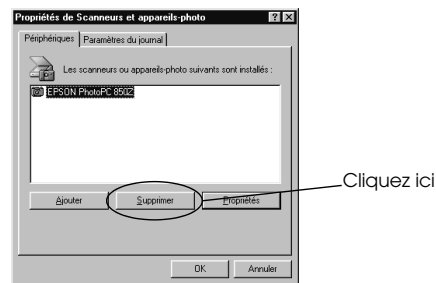 Propriétés de Scanneurs et appareils-photo
Périphériques Paramètres du journal
Les scanneurs ou appareils-photo suivants sont installés :
EPSON PhotoPC 850Z
Ajouter Supprimer Propriétés
Cliquez ici
OK Annuler